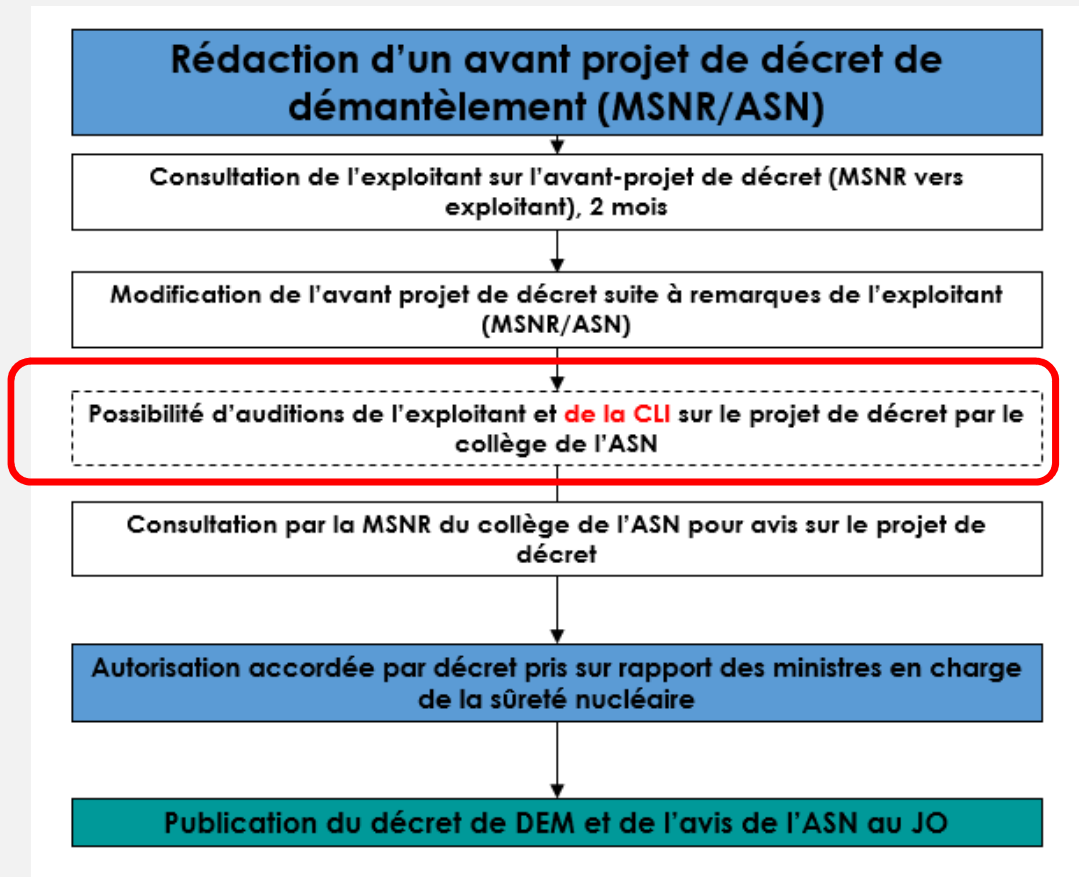 Rédaction d’un avant projet de décret de
démantèlement (MSNR/ASN)
Consultation de l’exploitant sur l’avant-projet de décret (MSNR vers
exploitant), 2 mois
Modification de l’avant projet de décret suite à remarques de l’exploitant
(MSNR/ASN)
Possibilité d’auditions de l’exploitant et de la CLI sur le projet de décret par le
collège de l’ASN
Consultation par la MSNR du collège de l’ASN pour avis sur le projet de
décret
Autorisation accordée par décret pris sur rapport des ministres en charge
de la sûreté nucléaire
Publication du décret de DEM et de l’avis de l’ASN au JO